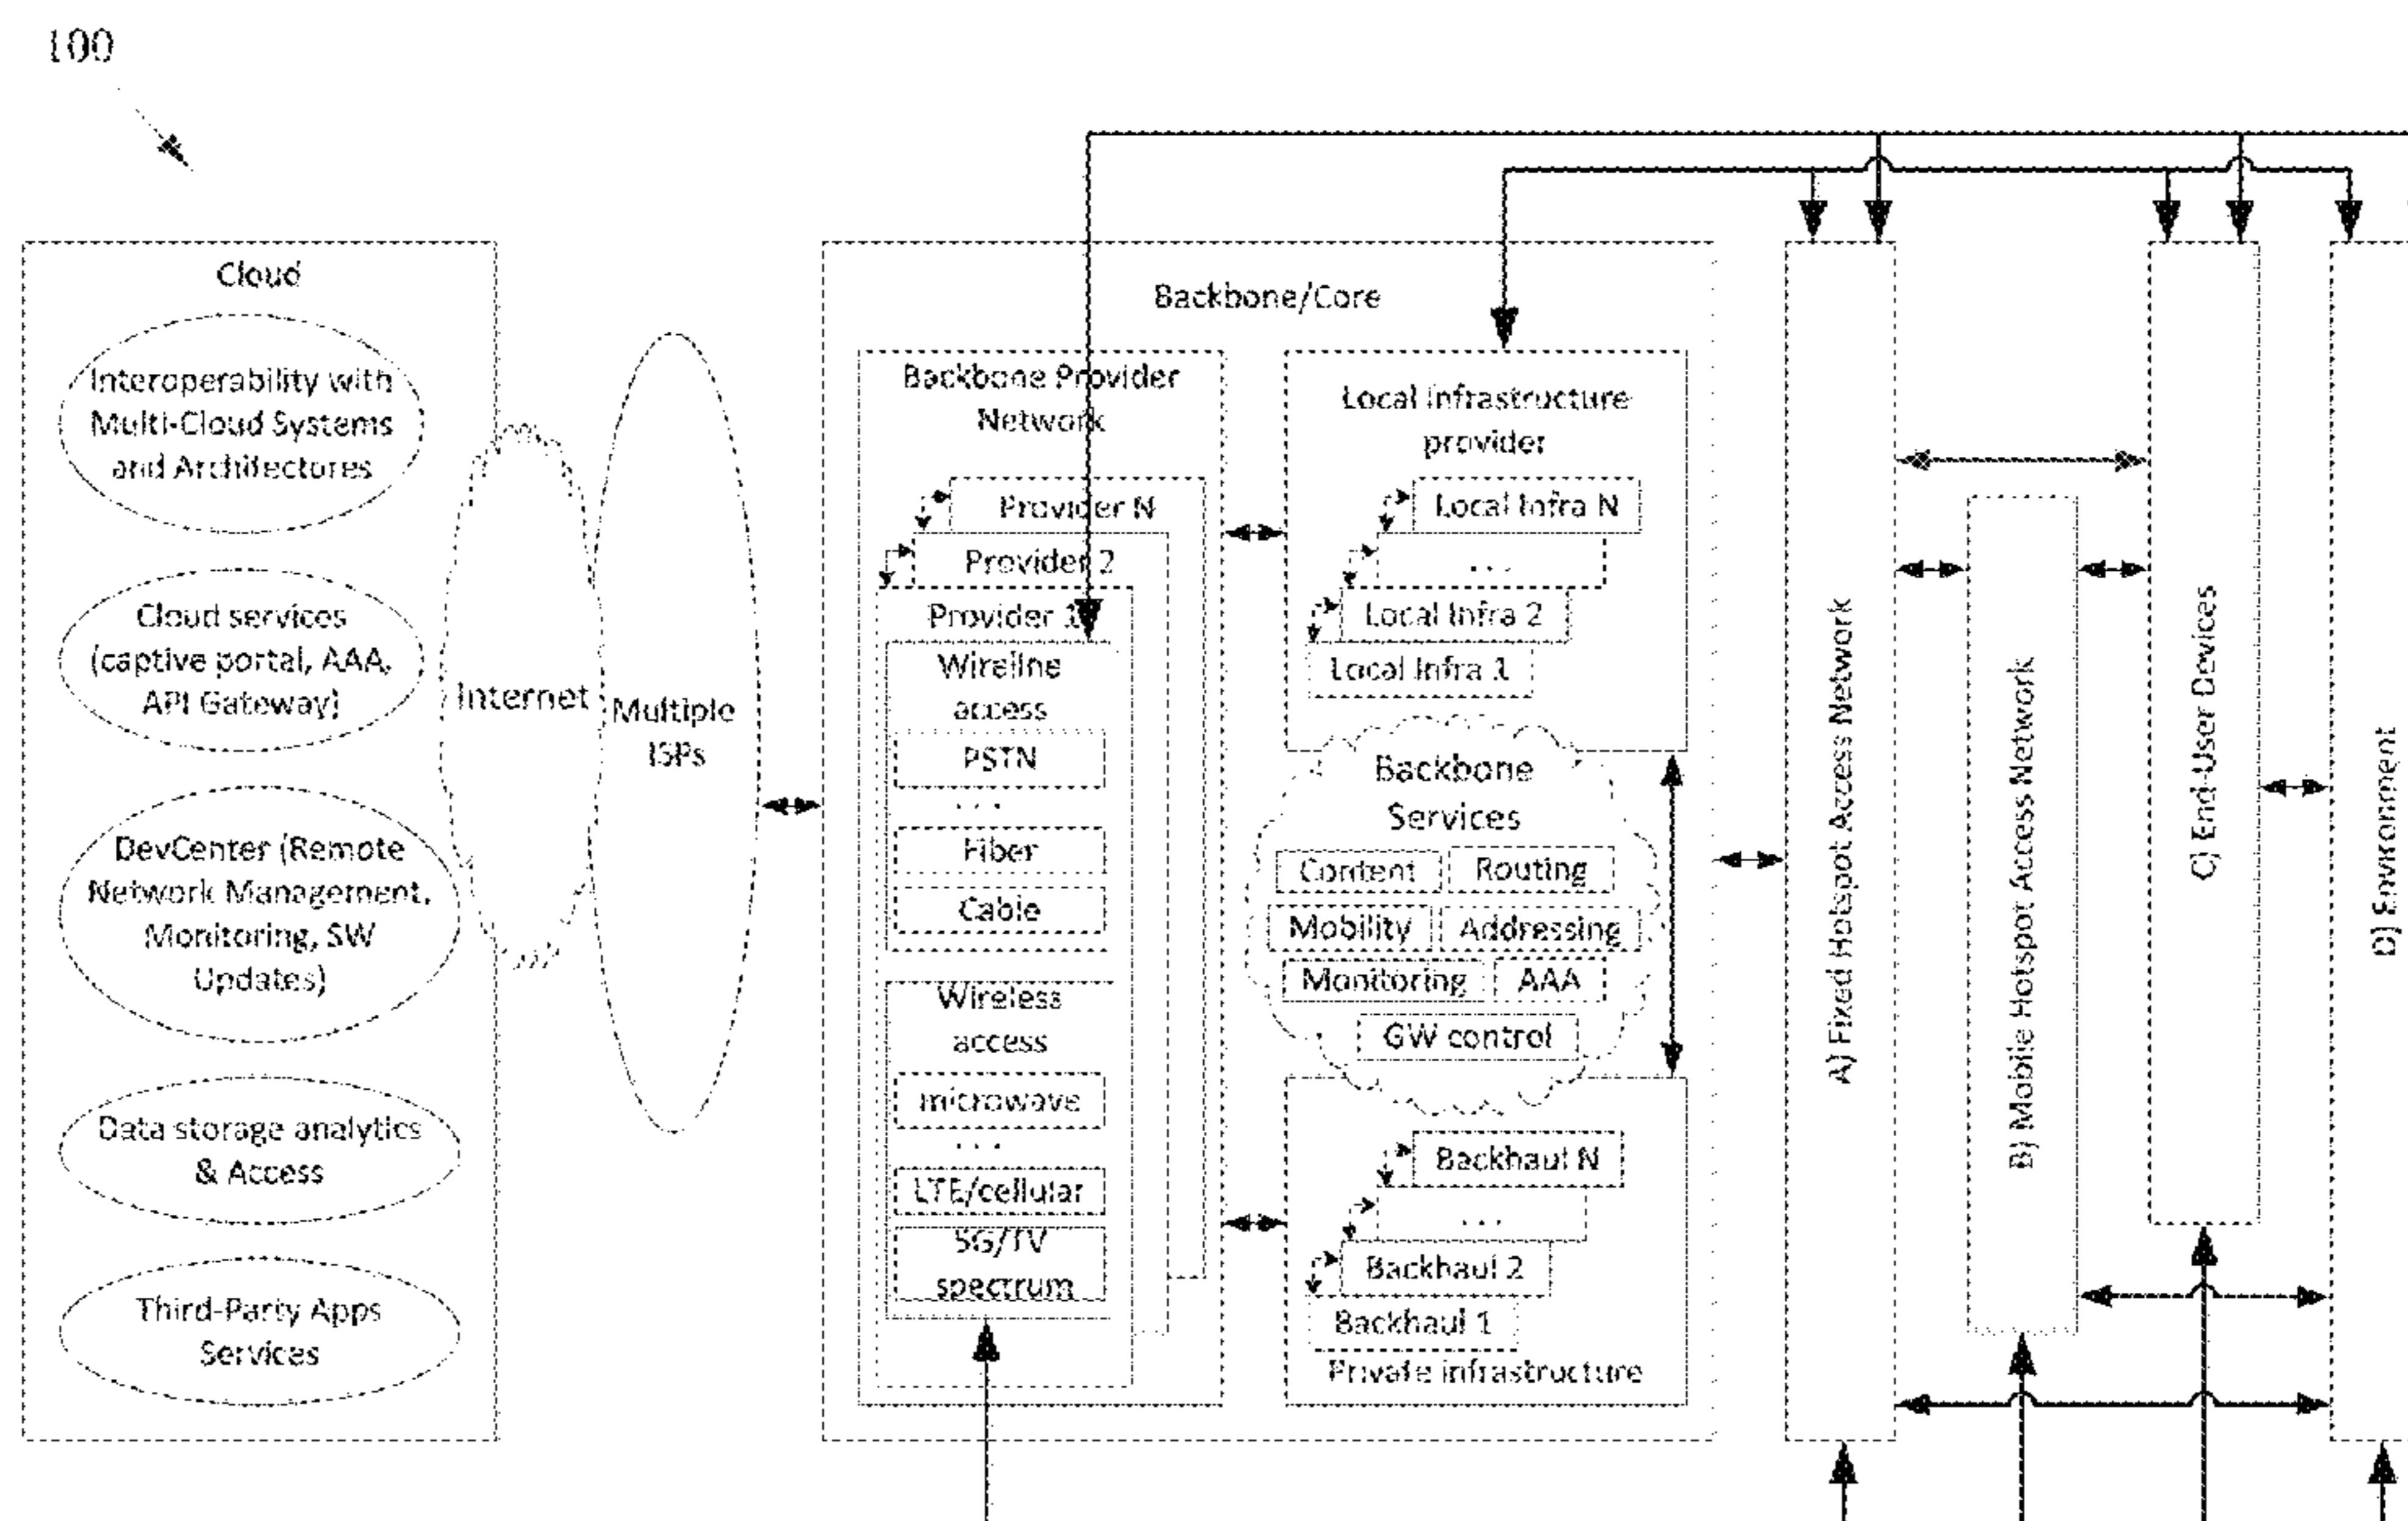 100
Cloud
Interoperability with
Multi-Cloud Systems
and Architectures
Cloud services
(captive portal, AAA,
API Gateway)
DevCenter (Remote
Network Management,
Monitoring, SW
Updates)
Data storage analytics
& Access
Third-Party Apps
Services
Internet
Multiple
ISPs
Backbone/Core
Backbone Provider
Network
Provider N
Provider 2
Provider 1
Wireline
access
PSTN
...
Fiber
Cable
Wireless
access
microwave
...
LTE/cellular
5G/TV
spectrum
Local infrastructure
provider
Local Infra N
...
Local Infra 2
Local Infra 1
Backbone
Services
Content
Routing
Mobility
Addressing
Monitoring
AAA
GW control
Backhaul N
...
Backhaul 2
Backhaul 1
Private infrastructure
A) Fixed Hotspot Access Network
B) Mobile Hotspot Access Network
C) End-User Devices
D) Environment